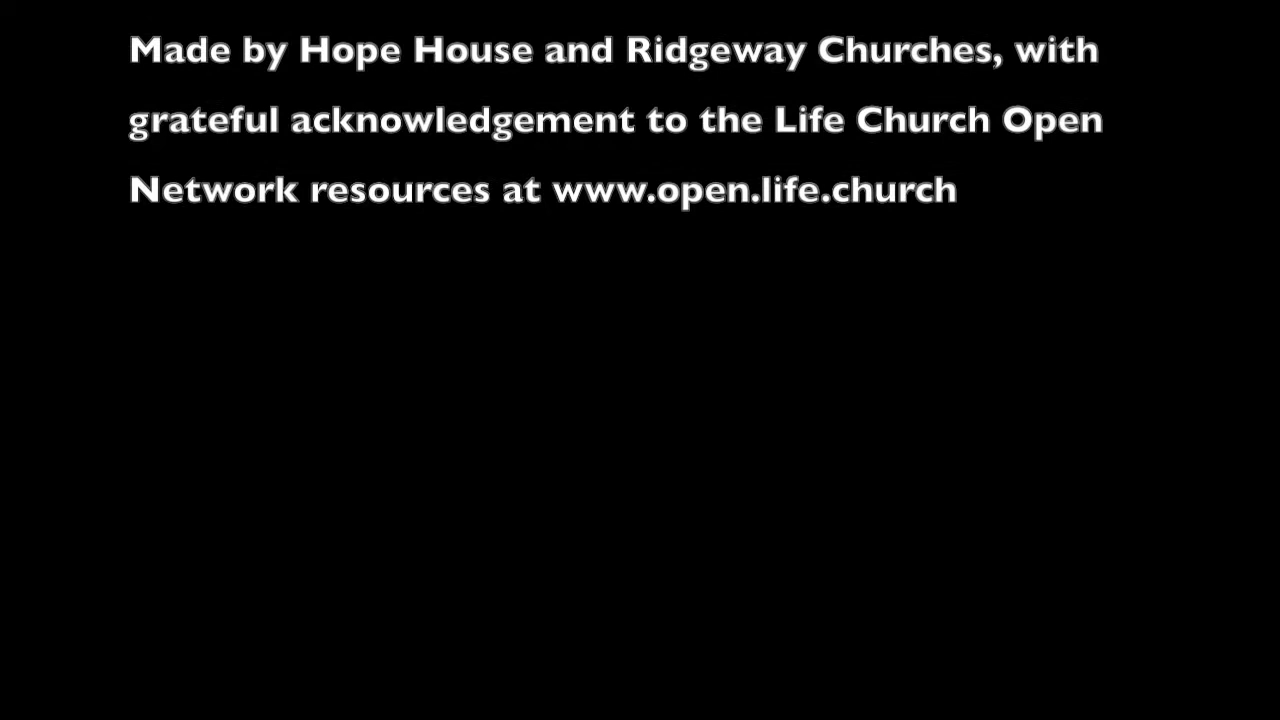 Made by Hope House and Ridgeway Churches, with
grateful acknowledgement to the Life Church Open
Network resources at www.open.life.church